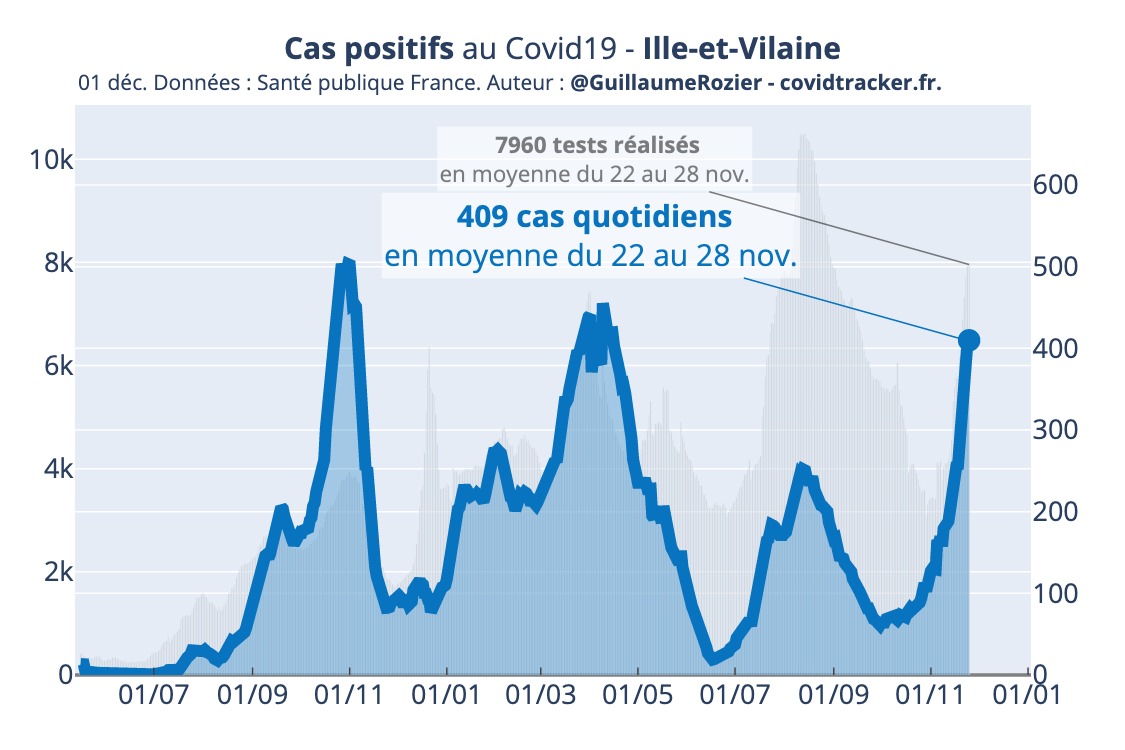 Cas positifs au Covid19 - Ille-et-Vilaine
01 déc. Données : Santé publique France. Auteur : @GuillaumeRozier - covidtracker.fr.
7960 tests réalisés
en moyenne du 22 au 28 nov.
409 cas quotidiens
en moyenne du 22 au 28 nov.
10k
8k
6k
4k
2k
0
600
500
400
300
200
100
0
01/07 01/09 01/11 01/01 01/03 01/05 01/07 01/09 01/11 01/01